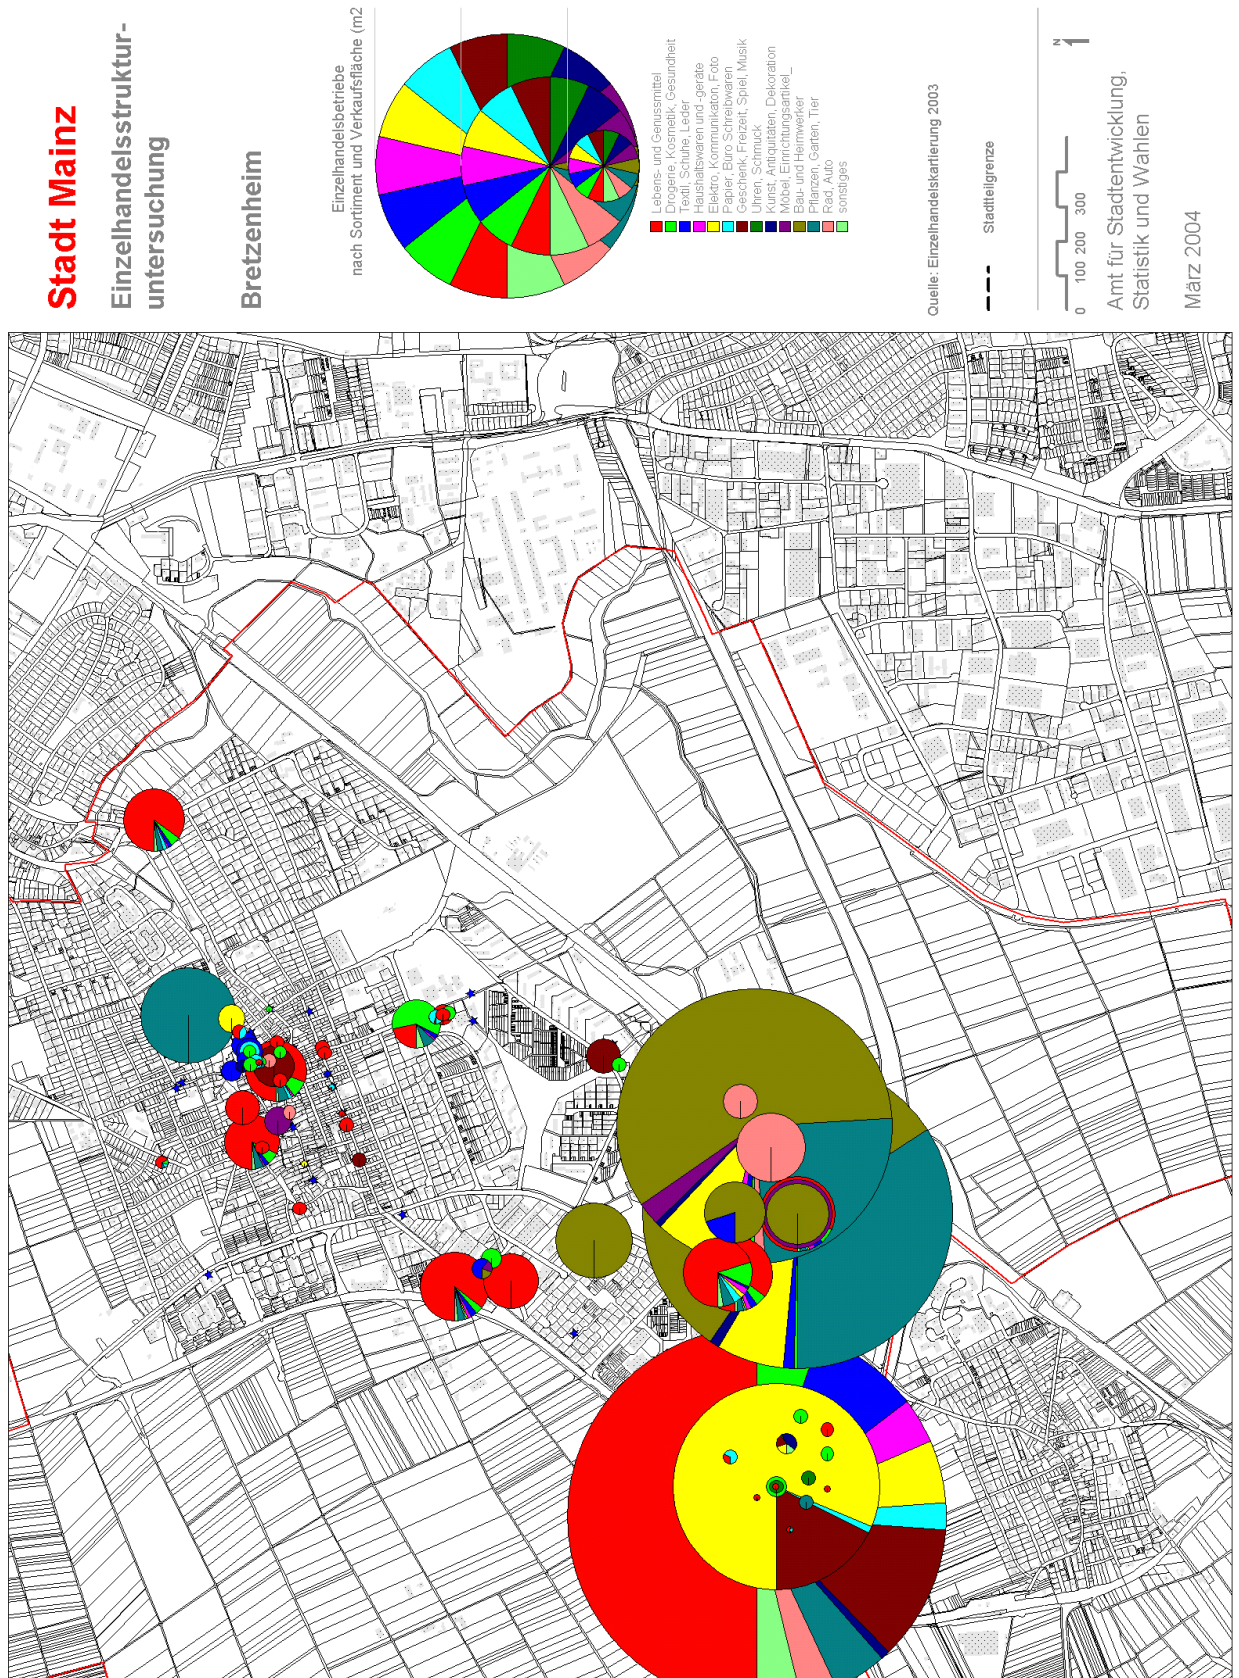 Stadt Mainz
Einzelhandelsstruktur-
untersuchung
Bretzenheim
Einzelhandelsbetriebe
nach Sortiment und Verkaufsfläche (m2
Lebens- und Genussmittel
Drogerie, Kosmetik, Gesundheit
Textil, Schuhe, Leder
Haushaltswaren und -geräte
Elektro, Kommunikaton, Foto
Papier, Büro Schreibwaren
Geschenk, Freizeit, Spiel, Musik
Uhren, Schmuck
Kunst, Antiquitäten, Dekoration
Möbel, Einrichtungsartikel_
Bau- und Heimwerker
Pflanzen, Garten, Tier
Rad, Auto
sonstiges
Quelle: Einzelhandelskartierung 2003
Stadtteilgrenze
N
0 100 200 300
Amt für Stadtentwicklung,
Statistik und Wahlen
März 2004